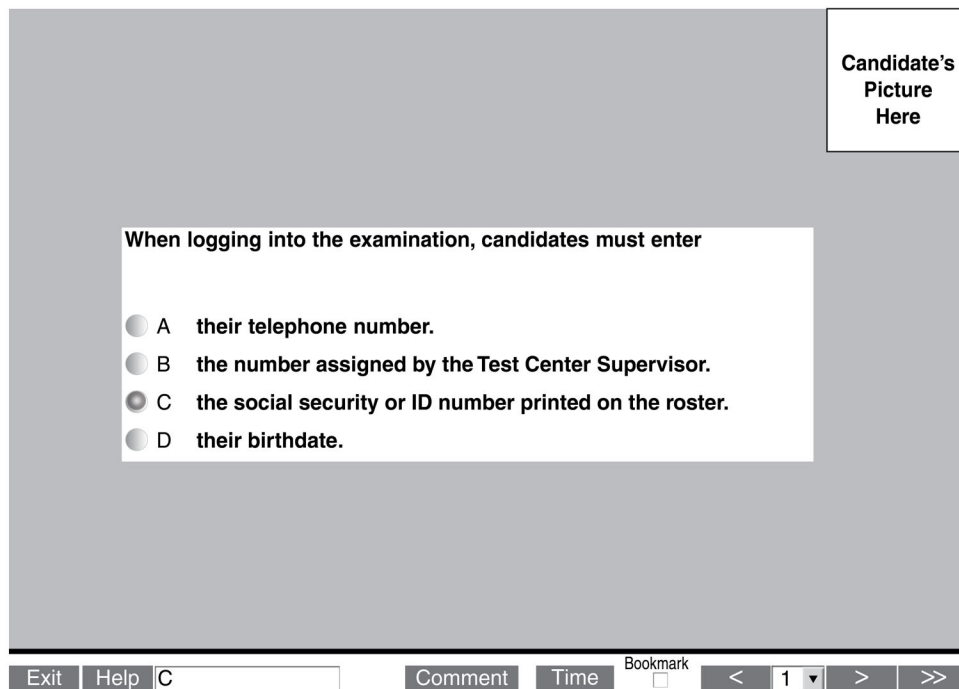 Candidate's
Picture
Here
When logging into the examination, candidates must enter
A their telephone number.
B the number assigned by the Test Center Supervisor.
C the social security or ID number printed on the roster.
D their birthdate.
Exit Help C Comment Time Bookmark < 1 > >>